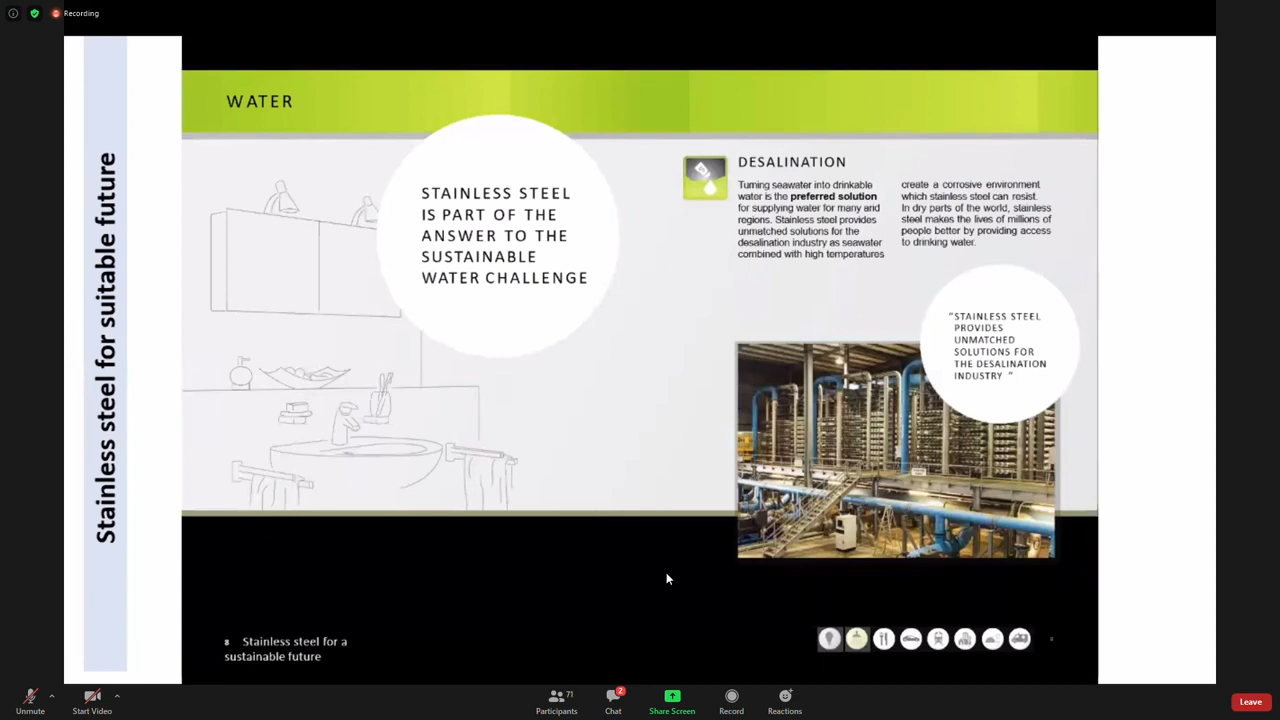 Recording
Stainless steel for suitable future
WATER
STAINLESS STEEL
IS PART OF THE
ANSWER TO THE
SUSTAINABLE
WATER CHALLENGE
DESALINATION
Turning seawater into drinkable
water is the preferred solution
for supplying water for many and
regions. Stainless steel provides
unmatched solutions for the
desalination industry as seawater
combined with high temperatures
create a corrosive environment
which stainless steel can resist.
In dry parts of the world, stainless
steel makes the lives of millions of
people better by providing access
to drinking water.
"STAINLESS STEEL
PROVIDES
UNMATCHED
SOLUTIONS FOR
THE DESALINATION
INDUSTRY "
8 Stainless steel for a
sustainable future
Unmute
Start Video
Participants
71
Chat
2
Share Screen
Record
Reactions
Leave